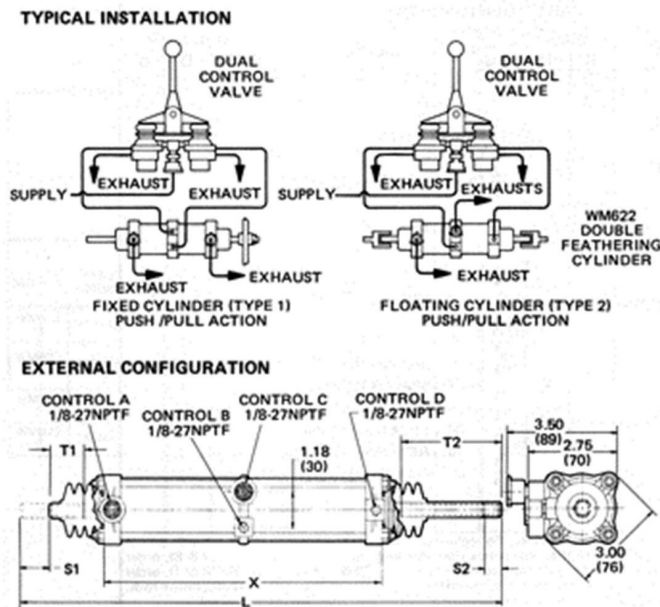 TYPICAL INSTALLATION
DUAL
CONTROL
VALVE
DUAL
CONTROL
VALVE
EXHAUST
EXHAUST
EXHAUST
EXHAUSTS
SUPPLY
SUPPLY
WM622
DOUBLE
FEATHERING
CYLINDER
EXHAUST
EXHAUST
EXHAUST
FIXED CYLINDER (TYPE 1)
PUSH /PULL ACTION
FLOATING CYLINDER (TYPE 2)
PUSH/PULL ACTION
EXTERNAL CONFIGURATION
CONTROL A
1/8-27NPTF
CONTROL B
1/8-27NPTF
CONTROL C
1/8-27NPTF
CONTROL D
1/8-27NPTF
T1
1.18
(30)
T2
3.50
(89)
2.75
(70)
3.00
(76)
S1
X
S2
L